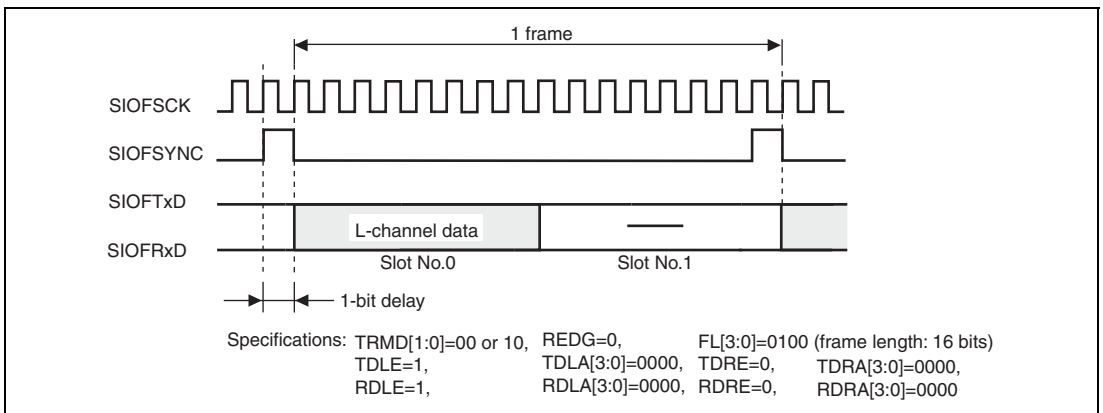 1 frame
SIOFSCK
SIOFSYNC
SIOFTxD
L-channel data
SIOFRxD
Slot No.0 Slot No.1
1-bit delay
Specifications: TRMD[1:0]=00 or 10, REDG=0, FL[3:0]=0100 (frame length: 16 bits)
TDLE=1, TDLA[3:0]=0000, TDRE=0, TDRA[3:0]=0000,
RDLE=1, RDLA[3:0]=0000, RDRE=0, RDRA[3:0]=0000